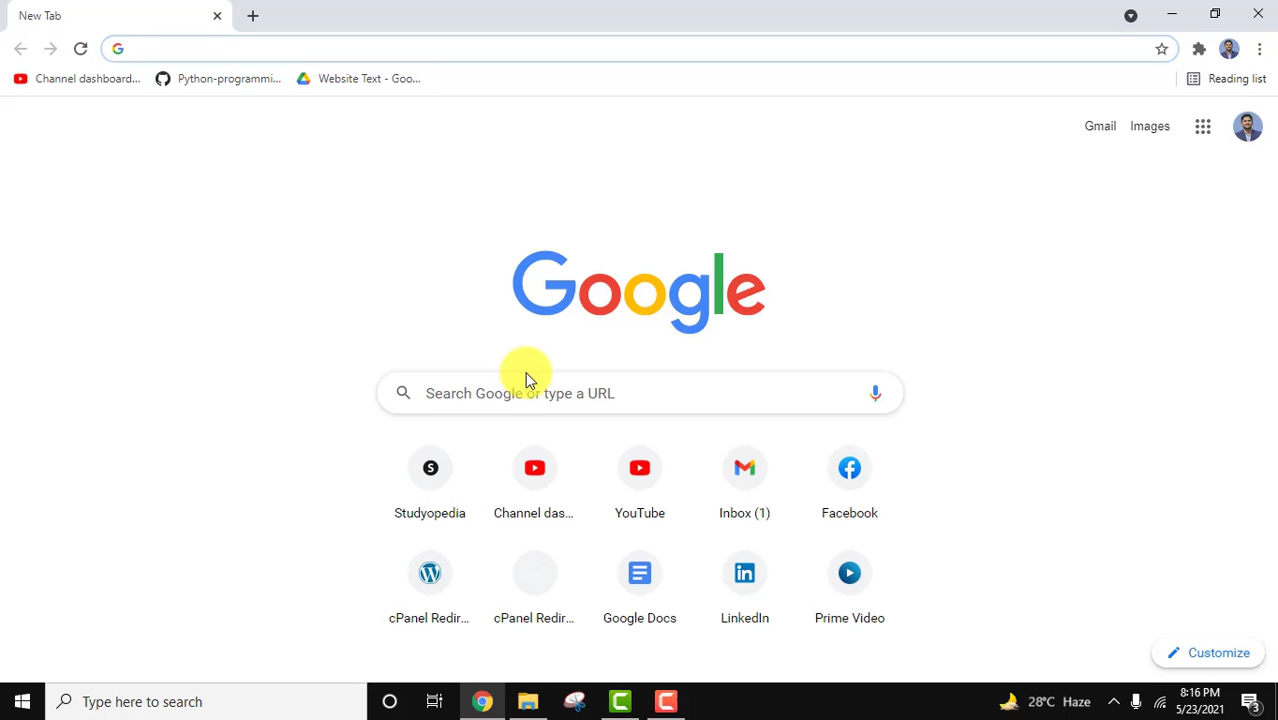 New Tab
Channel dashboard...
Python-programmi...
Website Text - Goo...
Reading list
Gmail
Images
Google
Search Google or type a URL
Studyopedia
Channel das...
YouTube
Inbox (1)
Facebook
cPanel Redir...
cPanel Redir...
Google Docs
LinkedIn
Prime Video
Customize
Type here to search
28°C Haze
8:16 PM
5/23/2021
3